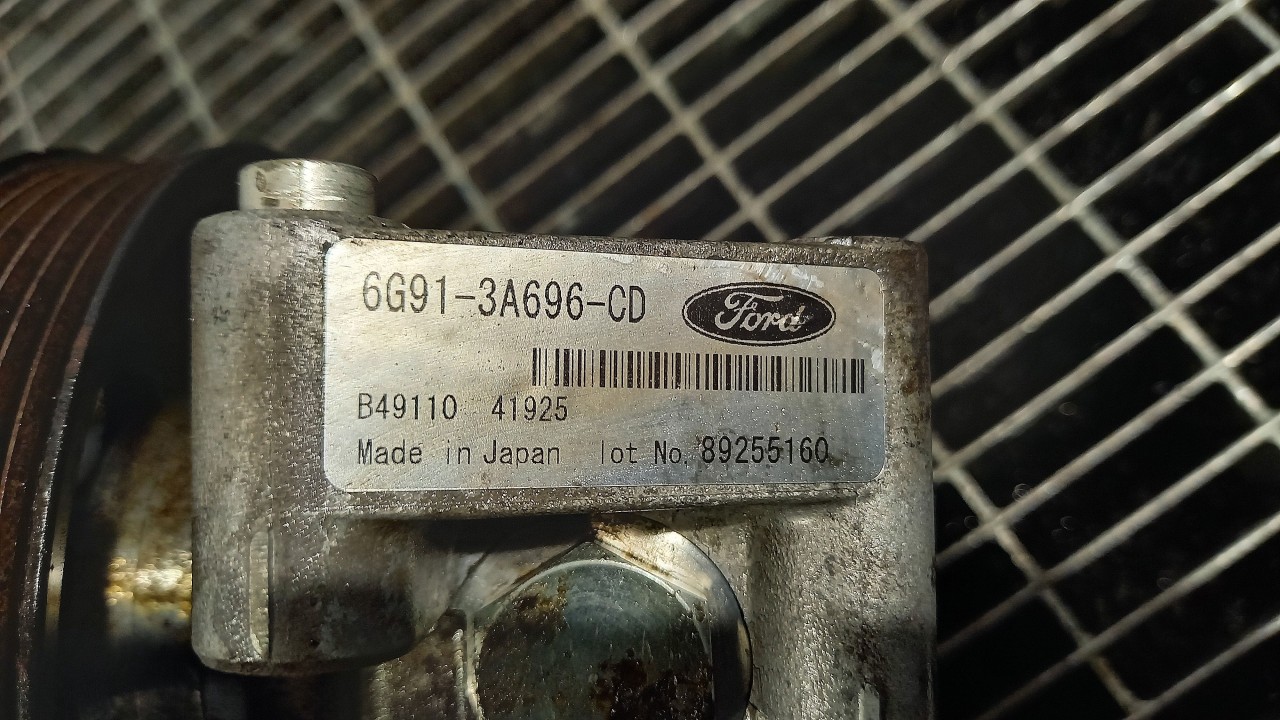 6G91-3A696-CD Ford
B49110 41925
Made in Japan lot No. 89255160